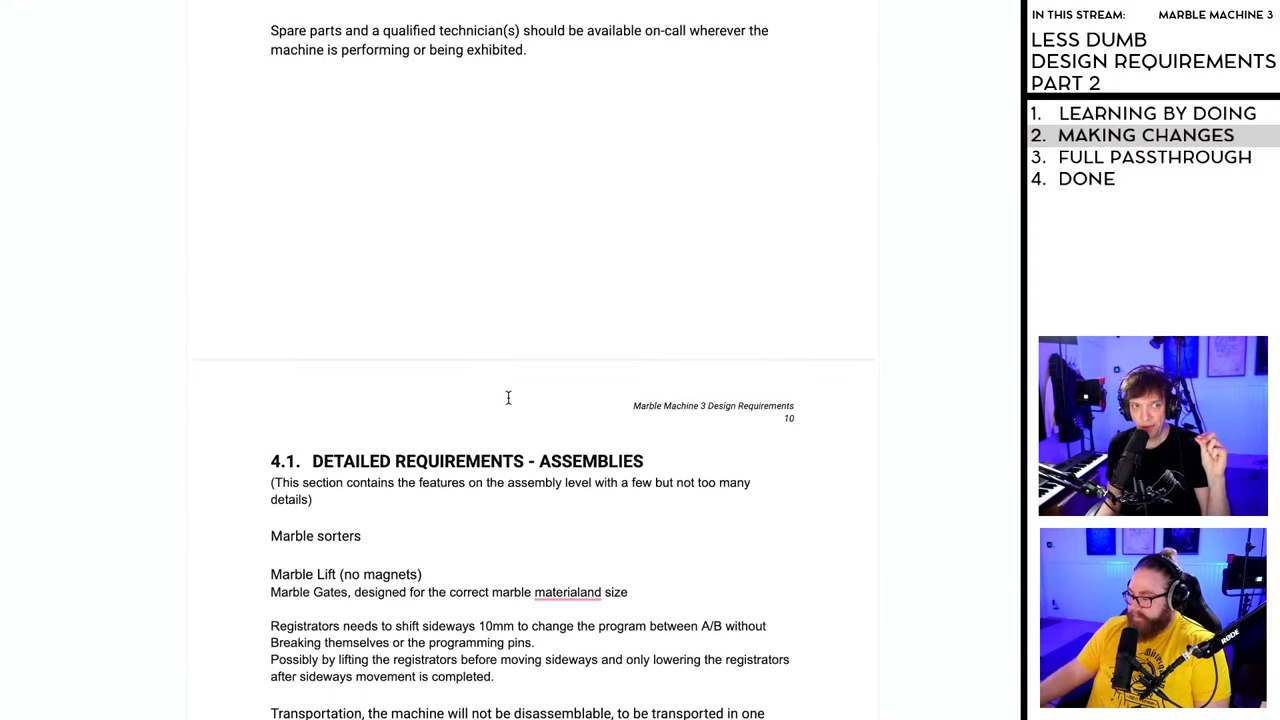 Spare parts and a qualified technician(s) should be available on-call wherever the
machine is performing or being exhibited.
Marble Machine 3 Design Requirements
10
4.1. DETAILED REQUIREMENTS - ASSEMBLIES
(This section contains the features on the assembly level with a few but not too many
details)
Marble sorters
Marble Lift (no magnets)
Marble Gates, designed for the correct marble materialand size
Registrators needs to shift sideways 10mm to change the program between A/B without
Breaking themselves or the programming pins.
Possibly by lifting the registrators before moving sideways and only lowering the registrators
after sideways movement is completed.
Transportation, the machine will not be disassemblable, to be transported in one
IN THIS STREAM: MARBLE MACHINE 3
LESS DUMB
DESIGN REQUIREMENTS
PART 2
1. LEARNING BY DOING
2. MAKING CHANGES
3. FULL PASSTHROUGH
4. DONE
RODE